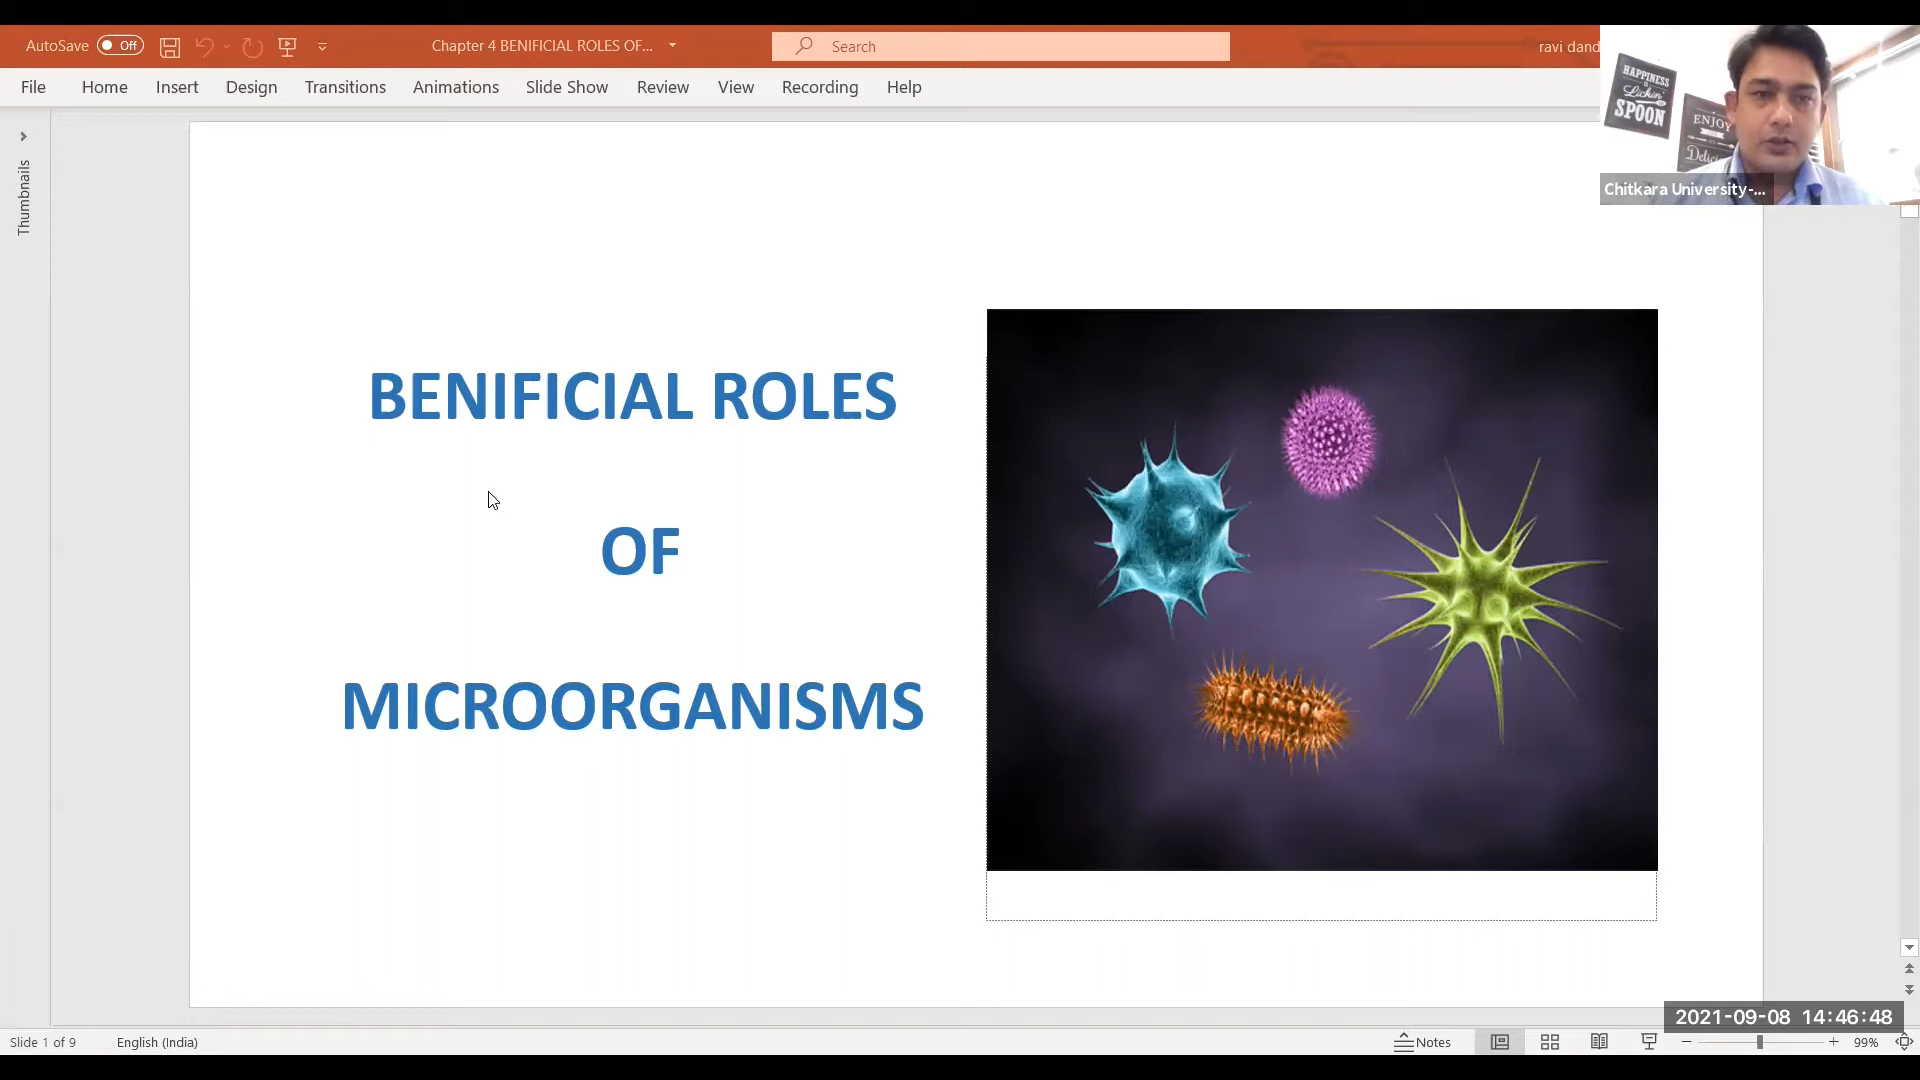 AutoSave Off Chapter 4 BENIFICIAL ROLES OF... Search ravi dand
File Home Insert Design Transitions Animations Slide Show Review View Recording Help
HAPPINESS
Lickin'
SPOON
ENJOY
Chitkara University-...
Thumbnails
BENIFICIAL ROLES
OF
MICROORGANISMS
2021-09-08 14:46:48
Slide 1 of 9 English (India) Notes 99%